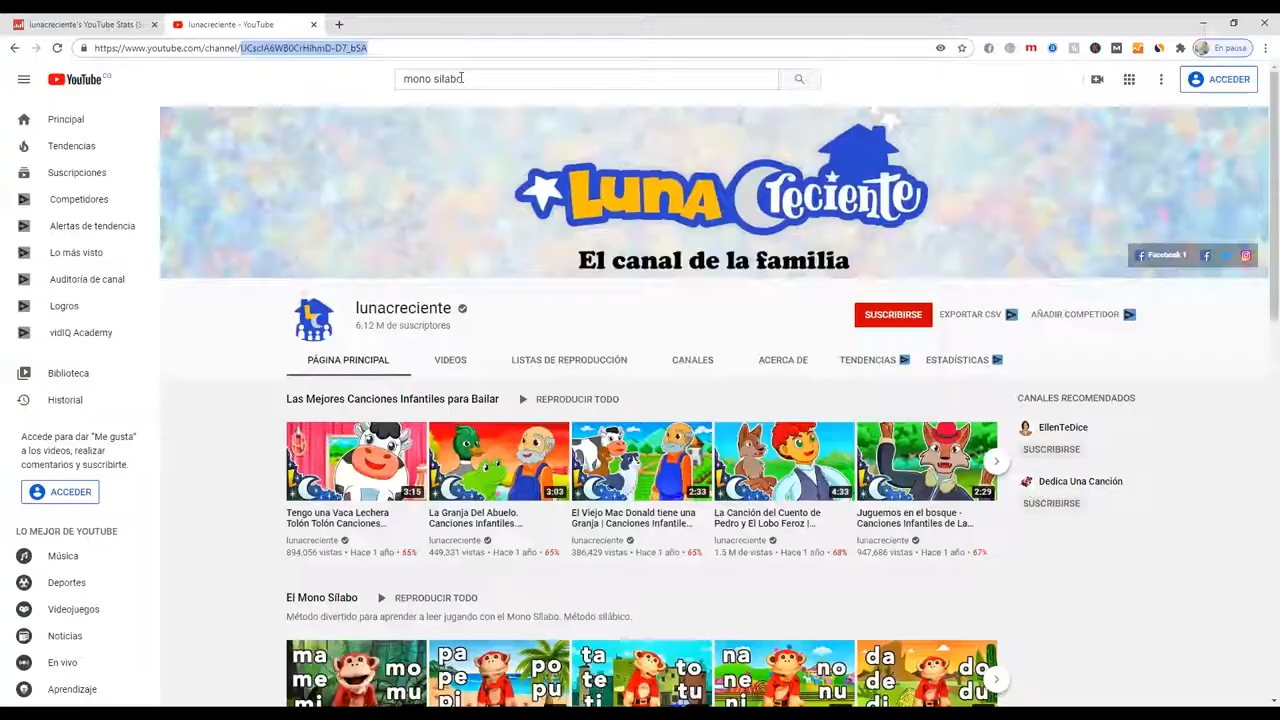 lunacreciente's YouTube Stats (S
lunacreciente - YouTube
https://www.youtube.com/channel/UCscIA6WB0CrHlhmD-D7_bSA
En pausa
YouTube CO
mono silabo
ACCEDER
Principal
Tendencias
Suscripciones
Competidores
Alertas de tendencia
Lo más visto
Auditoría de canal
Logros
vidIQ Academy
Biblioteca
Historial
Accede para dar "Me gusta"
a los videos, realizar
comentarios y suscribirte.
ACCEDER
LO MEJOR DE YOUTUBE
Música
Deportes
Videojuegos
Noticias
En vivo
Aprendizaje
Luna Creciente
El canal de la familia
Facebook 1
lunacreciente
6.12 M de suscriptores
SUSCRIBIRSE
EXPORTAR CSV
AÑADIR COMPETIDOR
PÁGINA PRINCIPAL
VIDEOS
LISTAS DE REPRODUCCIÓN
CANALES
ACERCA DE
TENDENCIAS
ESTADÍSTICAS
Las Mejores Canciones Infantiles para Bailar
REPRODUCIR TODO
3:15
3:03
2:33
4:33
2:29
Tengo una Vaca Lechera
Tolón Tolón Canciones...
lunacreciente
894,056 vistas • Hace 1 año • 65%
La Granja Del Abuelo.
Canciones Infantiles....
lunacreciente
449,331 vistas • Hace 1 año • 65%
El Viejo Mac Donald tiene una
Granja | Canciones Infantile...
lunacreciente
386,429 vistas • Hace 1 año • 65%
La Canción del Cuento de
Pedro y El Lobo Feroz |...
lunacreciente
1.5 M de vistas • Hace 1 año • 68%
Juguemos en el bosque -
Canciones Infantiles de La...
lunacreciente
947,686 vistas • Hace 1 año • 67%
CANALES RECOMENDADOS
EllenTeDice
SUSCRIBIRSE
Dedica Una Canción
SUSCRIBIRSE
El Mono Sílabo
REPRODUCIR TODO
Método divertido para aprender a leer jugando con el Mono Sílabo. Método silábico.
ma
me
mi
mo
mu
pa
pe
pi
po
pu
ta
te
ti
to
tu
na
ne
ni
no
nu
da
de
di
do
du